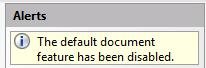 Alerts
The default document
feature has been disabled.